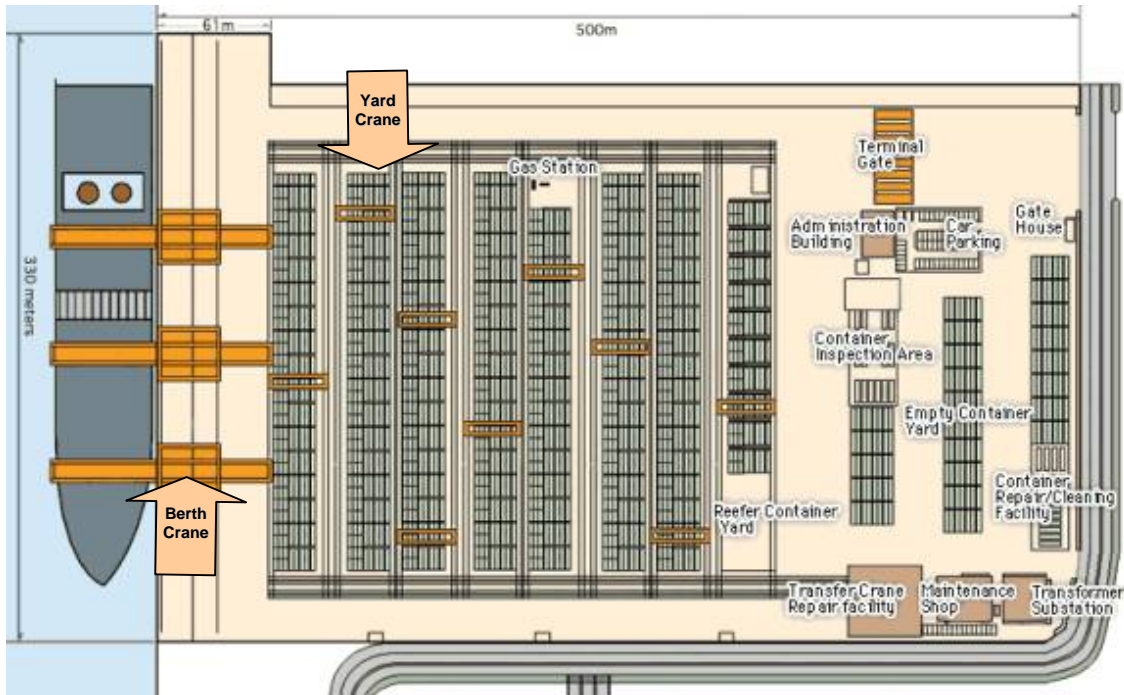 61m
500m
Yard
Crane
Gas Station
Terminal
Gate
Administration
Building
Car
Parking
Gate
House
330 meters
Container
Inspection Area
Empty Container
Yard
Container
Repair/Cleaning
Facility
Berth
Crane
Reefer Container
Yard
Transfer Crane
Repair facility
Maintenance
Shop
Transformer
Substation